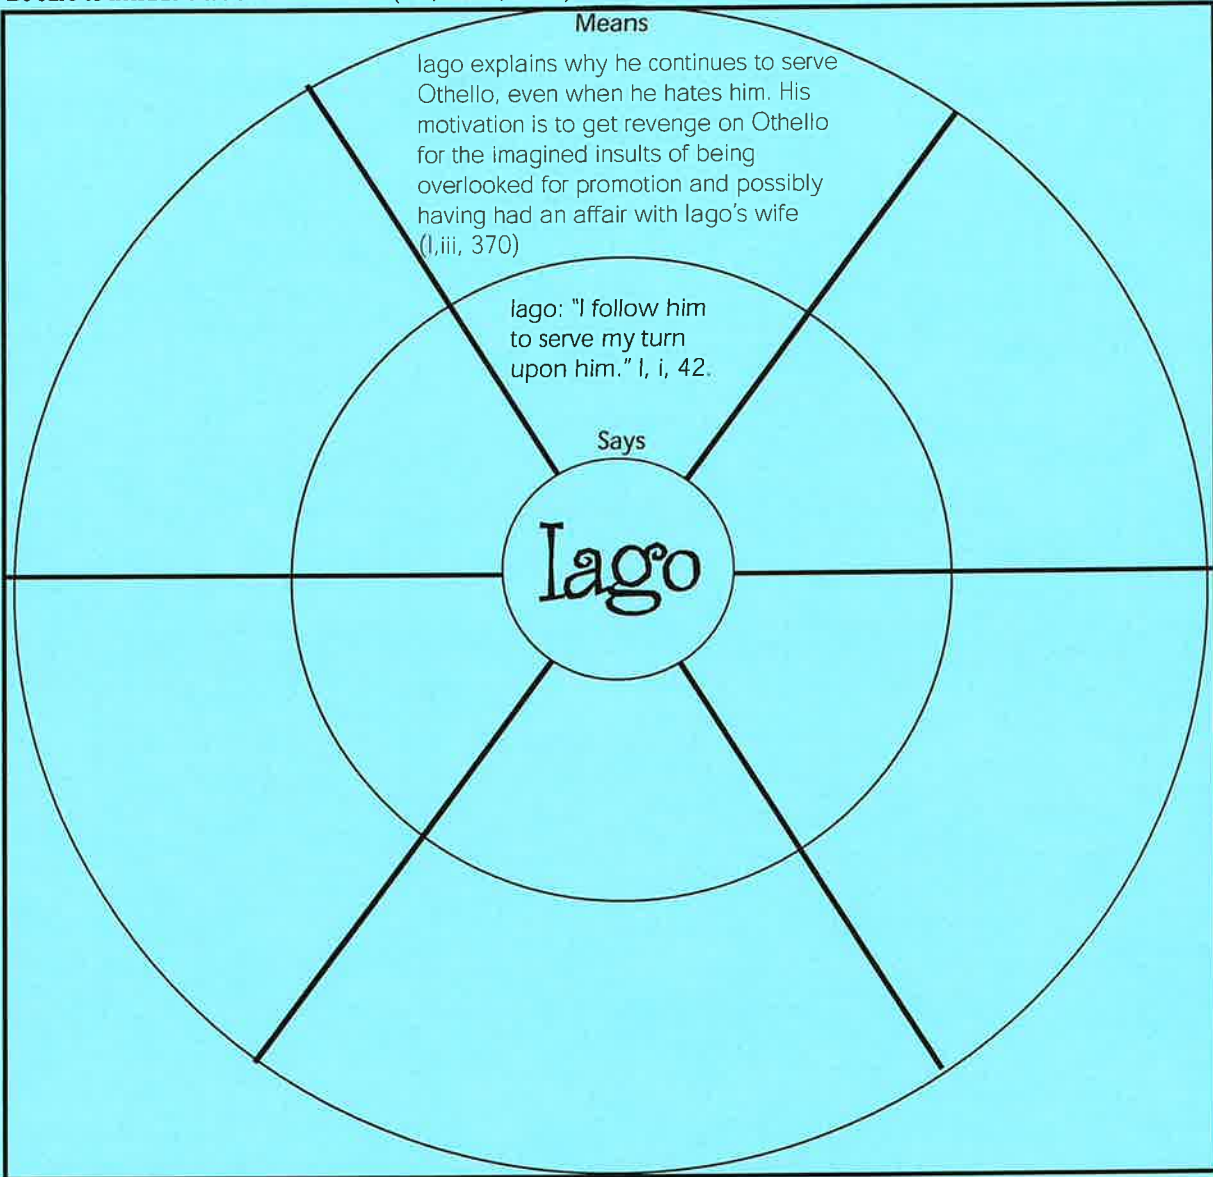 Means
Iago explains why he continues to serve
Othello, even when he hates him. His
motivation is to get revenge on Othello
for the imagined insults of being
overlooked for promotion and possibly
having had an affair with Iago's wife
(I,iii, 370)
Iago: "I follow him
to serve my turn
upon him." I, i, 42.
Says
Iago